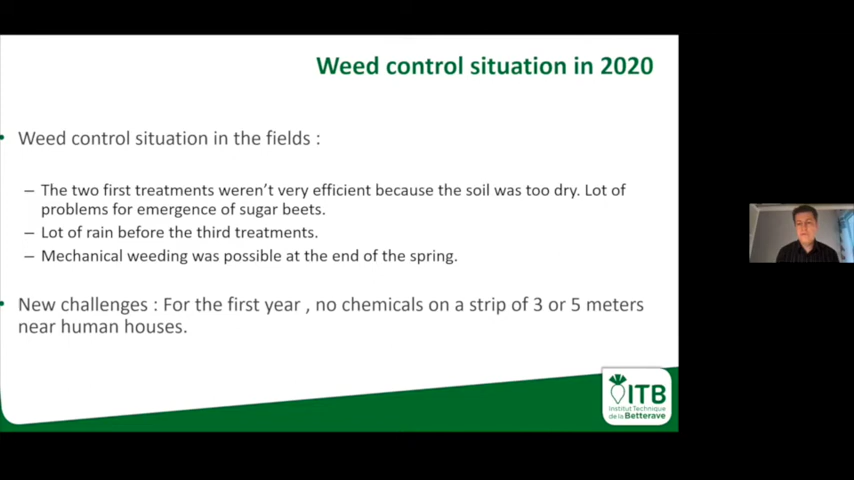 Weed control situation in 2020
• Weed control situation in the fields :
– The two first treatments weren't very efficient because the soil was too dry. Lot of
problems for emergence of sugar beets.
– Lot of rain before the third treatments.
– Mechanical weeding was possible at the end of the spring.
• New challenges : For the first year , no chemicals on a strip of 3 or 5 meters
near human houses.
ITB
Institut Technique
de la Betterave